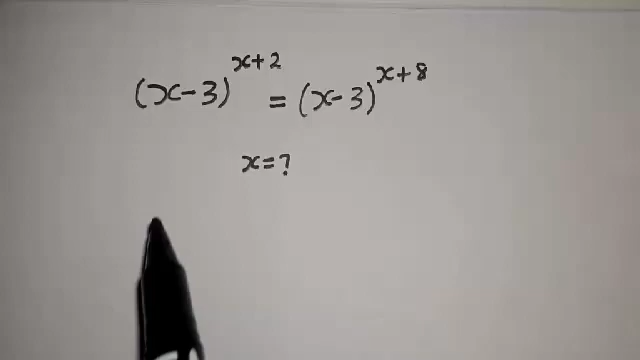 (x-3)^{x+2} = (x-3)^{x+8}
x=?